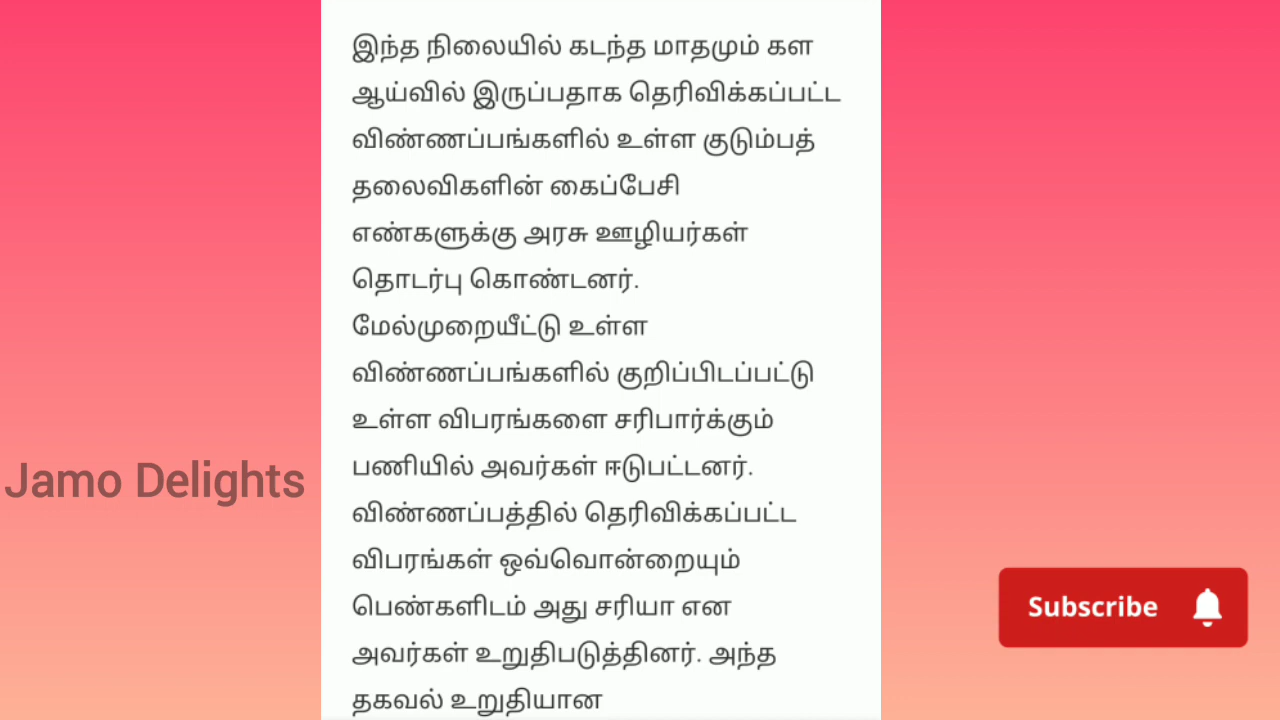 இந்த நிலையில் கடந்த மாதமும் கள
ஆய்வில் இருப்பதாக தெரிவிக்கப்பட்ட
விண்ணப்பங்களில் உள்ள குடும்பத்
தலைவிகளின் கைப்பேசி
எண்களுக்கு அரசு ஊழியர்கள்
தொடர்பு கொண்டனர்.
மேல்முறையீட்டு உள்ள
விண்ணப்பங்களில் குறிப்பிடப்பட்டு
உள்ள விபரங்களை சரிபார்க்கும்
பணியில் அவர்கள் ஈடுபட்டனர்.
விண்ணப்பத்தில் தெரிவிக்கப்பட்ட
விபரங்கள் ஒவ்வொன்றையும்
பெண்களிடம் அது சரியா என
அவர்கள் உறுதிபடுத்தினர். அந்த
தகவல் உறுதியான
Jamo Delights
Subscribe